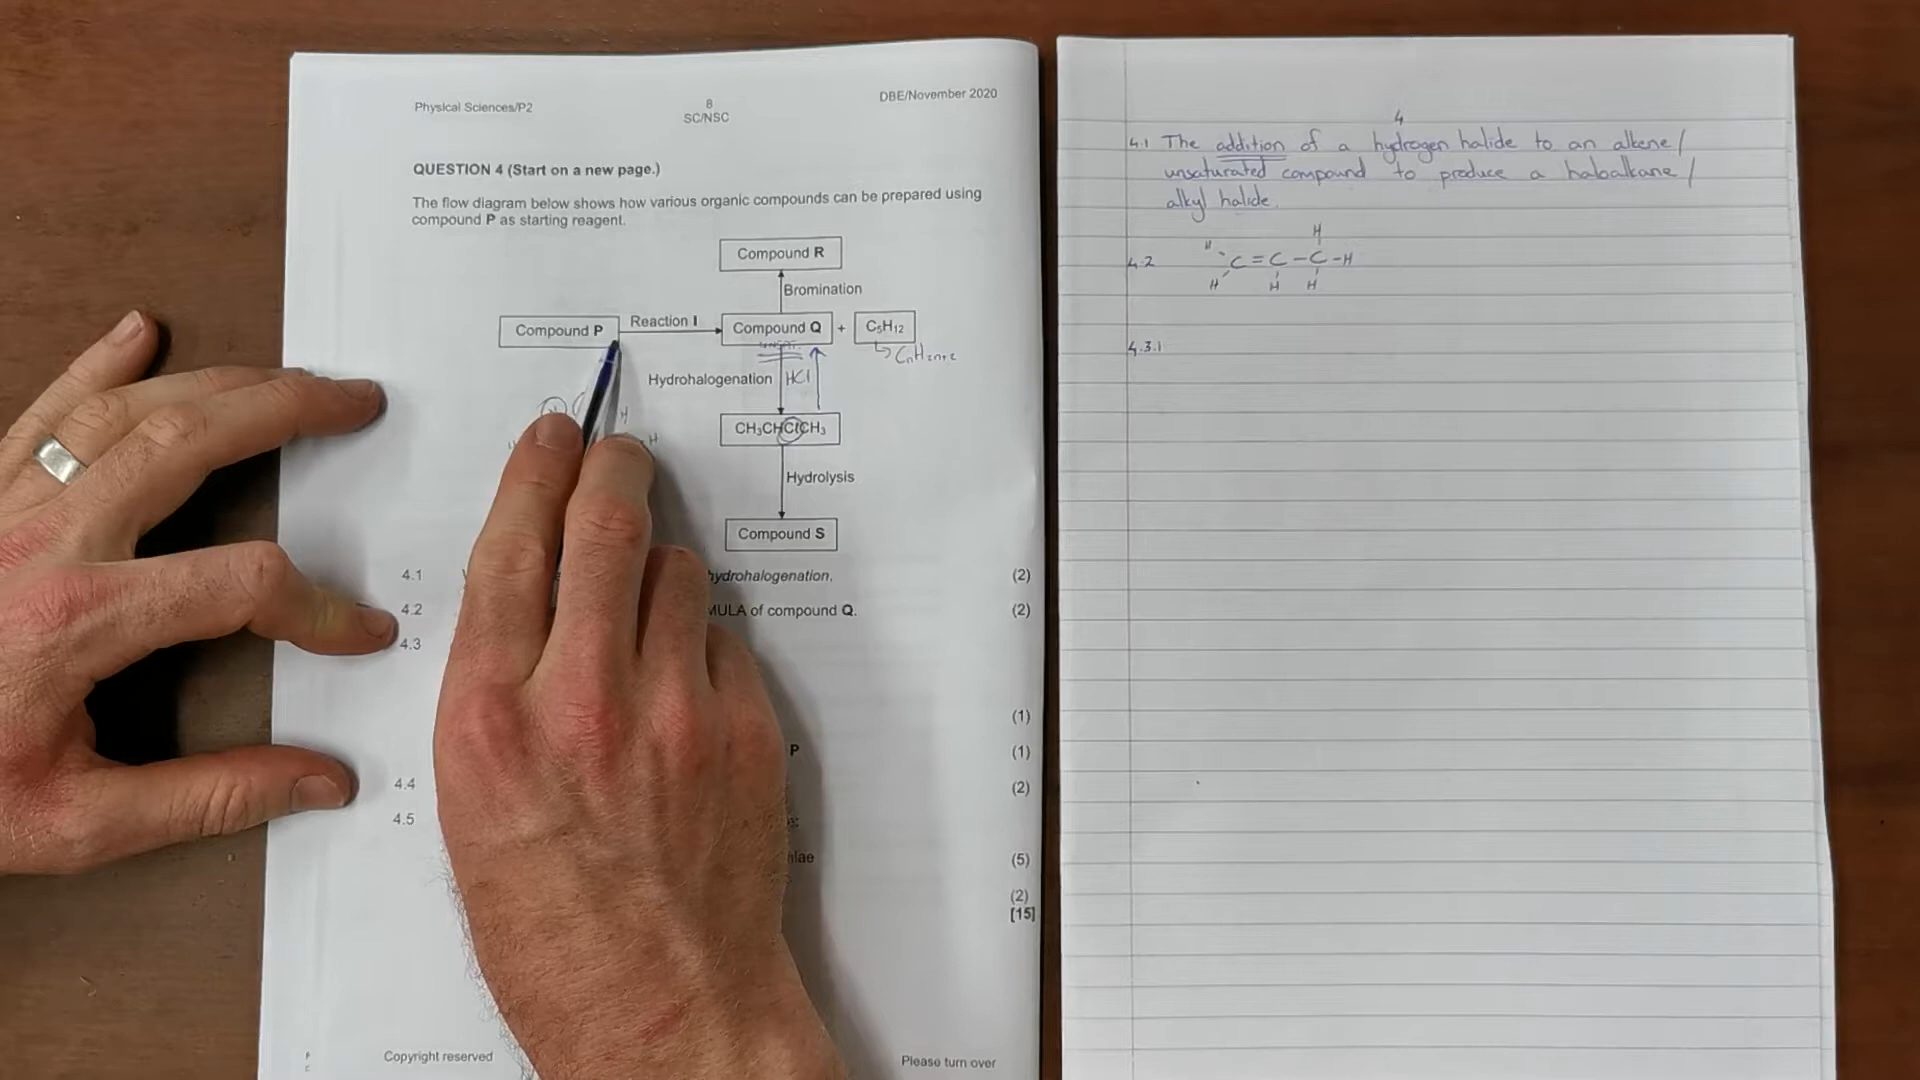 Physical Sciences/P2
8
SC/NSC
DBE/November 2020
QUESTION 4 (Start on a new page.)
The flow diagram below shows how various organic compounds can be prepared using
compound P as starting reagent.
Compound R
Bromination
Compound P
Reaction I
Compound Q
+
C₅H₁₂
CnH2n+2
Hydrohalogenation
HCl
CH₃CHClCH₃
H
H
Hydrolysis
Compound S
4.1
hydrohalogenation.
(2)
4.2
MULA of compound Q.
(2)
4.3
(1)
P
(1)
4.4
(2)
4.5
(5)
(2)
[15]
Copyright reserved
Please turn over
4
4.1 The addition of a hydrogen halide to an alkene/
unsaturated compound to produce a haloalkane/
alkyl halide.
H
H
4.2
C=C-C-H
H H H
4.3.1